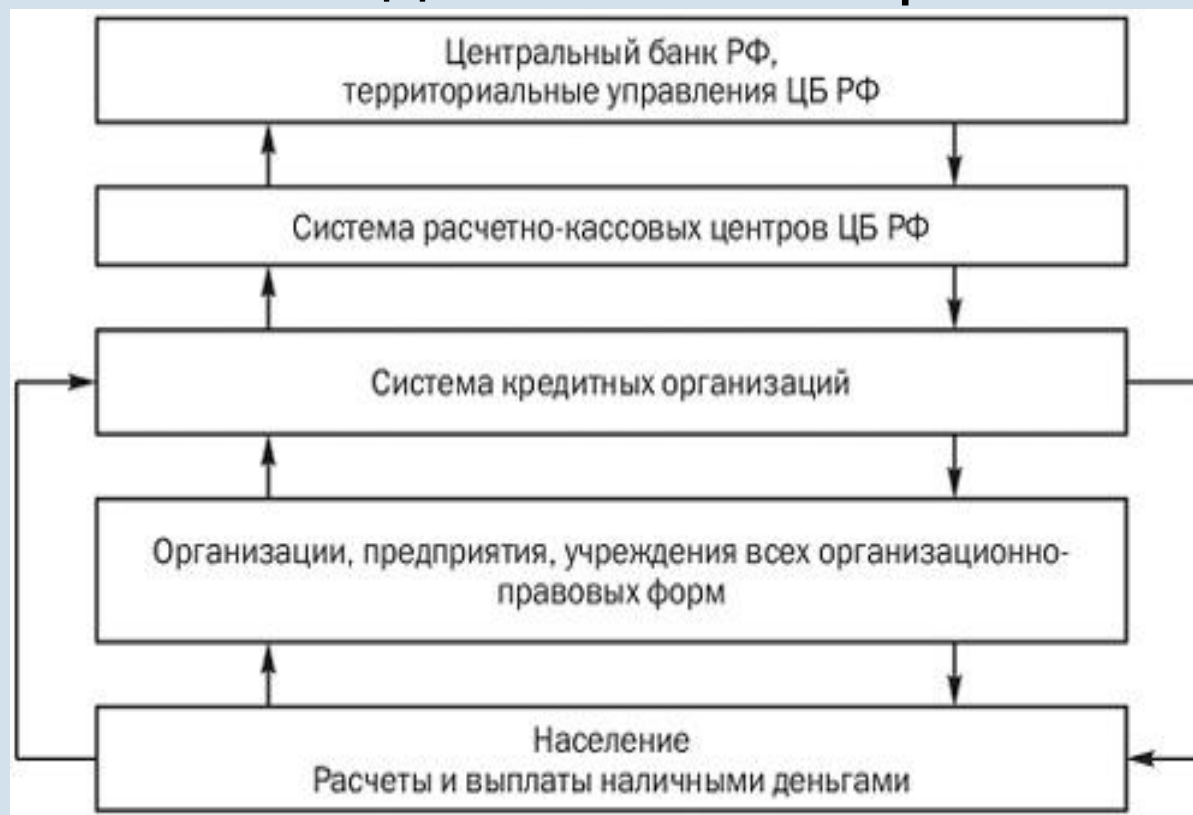 Центральный банк РФ,
территориальные управления ЦБ РФ
Система расчетно-кассовых центров ЦБ РФ
Система кредитных организаций
Организации, предприятия, учреждения всех организационно-
правовых форм
Население
Расчеты и выплаты наличными деньгами